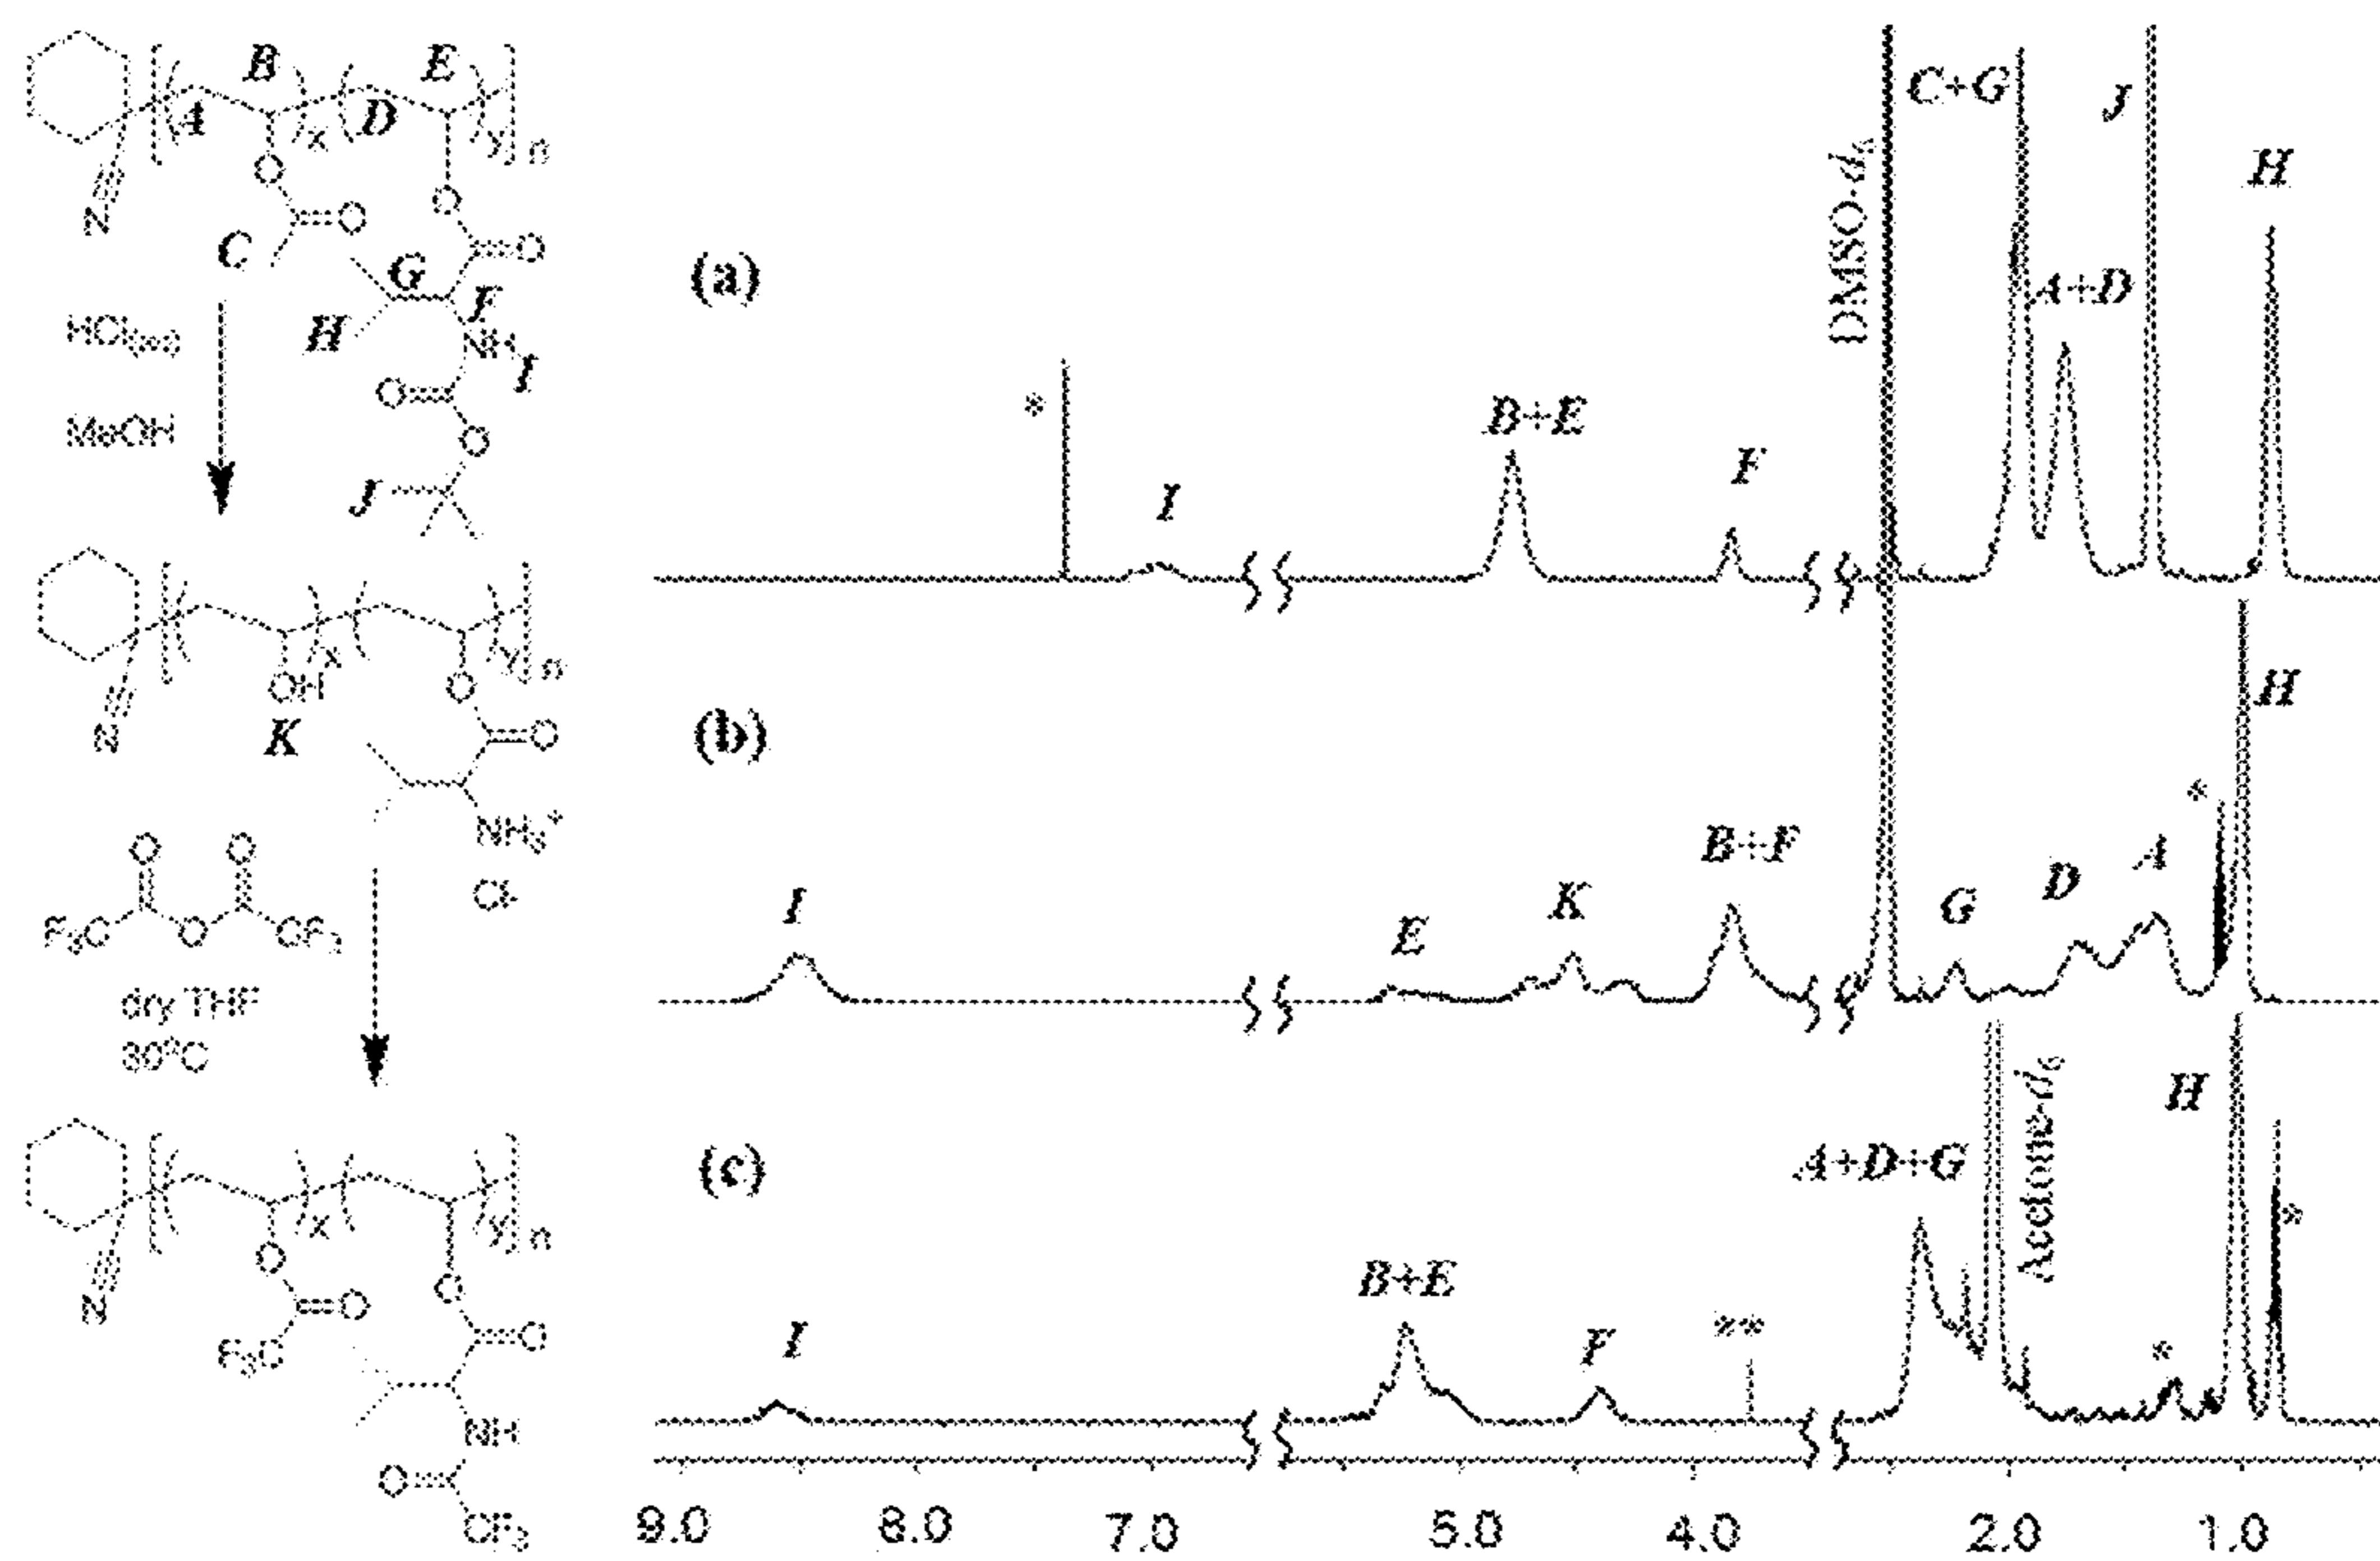 B
E
A
D
x
y
n
O
O
N
O
O
C
G
F
H
NH
I
O
O
J
HCl(aq)
MeOH
x
y
n
OH
O
N
K
O
NH3+
Cl-
O
O
F3C
O
CF3
dry THF
x
y
n
O
O
N
O
F3C
O
NH
O
CF3
(a)
*
I
B+E
F
DMSO-d6
C+G
A+D
J
H
(b)
I
E
K
B+F
G
D
A
*
H
(c)
I
B+E
F
**
A+D+G
Acetone-d6
*
H
*
9.0
8.0
7.0
5.0
4.0
2.0
1.0